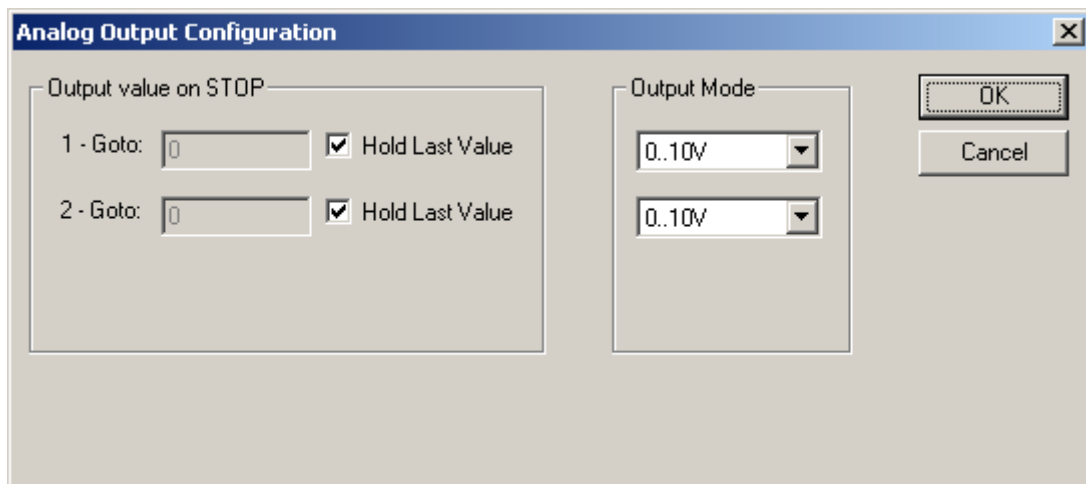 Analog Output Configuration
Output value on STOP
1 - Goto: 0 Hold Last Value
2 - Goto: 0 Hold Last Value
Output Mode
0..10V
0..10V
OK
Cancel